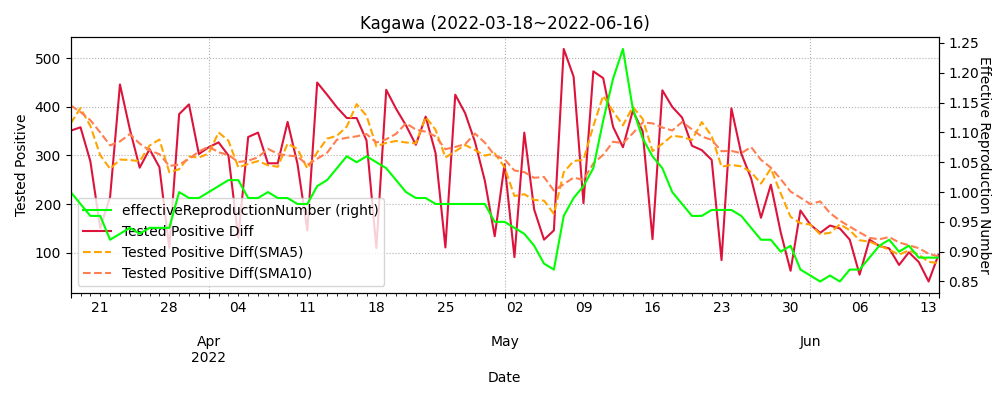 Kagawa (2022-03-18~2022-06-16)
500
400
300
200
100
Tested Positive
1.25
1.20
1.15
1.10
1.05
1.00
0.95
0.90
0.85
Effective Reproduction Number
effectiveReproductionNumber (right)
Tested Positive Diff
Tested Positive Diff(SMA5)
Tested Positive Diff(SMA10)
21 28 04 11 18 25 02 09 16 23 30 06 13
Apr May Jun
2022
Date